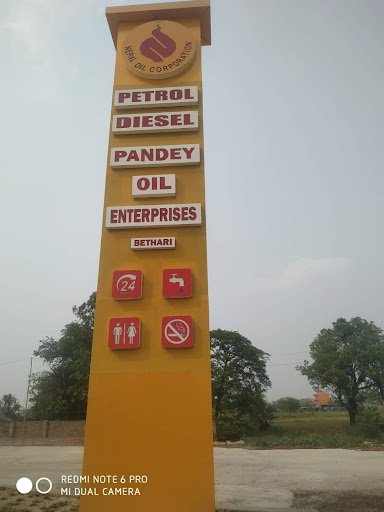 NEPAL OIL CORPORATION
PETROL
DIESEL
PANDEY
OIL
ENTERPRISES
BETHARI
24
REDMI NOTE 6 PRO
MI DUAL CAMERA